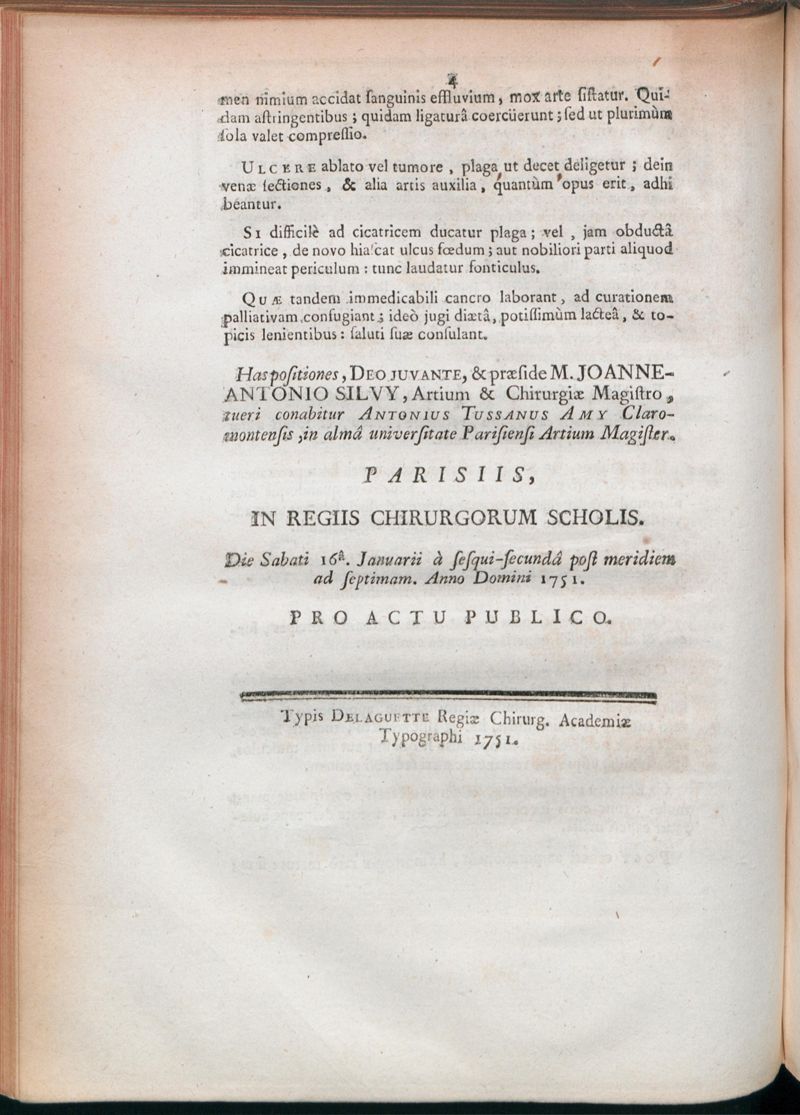 4
men nimium accidat ſanguinis effluvium, mox arte ſiſtatur. Qui-
dam aſtringentibus ; quidam ligaturâ coercüerunt ; ſed ut plurimùm
ſola valet compreſſio.
ULCERE ablato vel tumore , plaga ut decet deligetur ; dein
venæ ſectiones , & alia artis auxilia, quantùm opus erit, adhi
beantur.
SI difficilè ad cicatricem ducatur plaga ; vel , jam obductâ
cicatrice , de novo hiaſcat ulcus fœdum ; aut nobiliori parti aliquod
immineat periculum : tunc laudatur fonticulus.
QUÆ tandem immedicabili cancro laborant, ad curationem
palliativam confugiant ; ideò jugi diætâ, potiſſimùm lacteâ, & to-
picis lenientibus : ſaluti ſuæ conſulant.
Has poſitiones, DEO JUVANTE, & præſide M. JOANNE-
ANTONIO SILVY, Artium & Chirurgiæ Magiſtro ,
tueri conabitur ANTONIUS TUSSANUS AMY Claro-
montenſis ,in almâ univerſitate Pariſienſi Artium Magiſter.
PARISIIS,
IN REGIIS CHIRURGORUM SCHOLIS.
Die Sabati 16ª. Januarii à ſeſqui-ſecundâ poſt meridiem
ad ſeptimam. Anno Domini 1751.
PRO ACTU PUBLICO.
Typis DELAGUETTE Regiæ Chirurg. Academiæ
Typographi 1751.